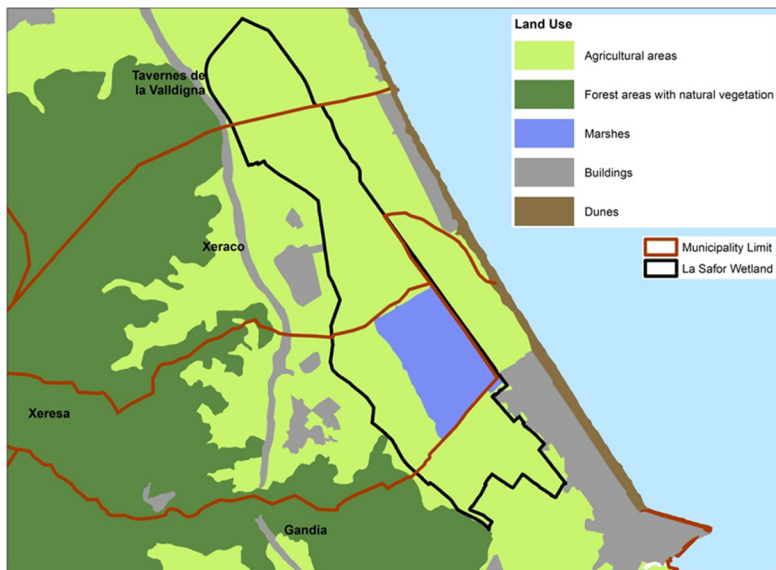 Land Use
Agricultural areas
Forest areas with natural vegetation
Marshes
Buildings
Dunes
Municipality Limit
La Safor Wetland
Tavernes de
la Valldigna
Xeraco
Xeresa
Gandia